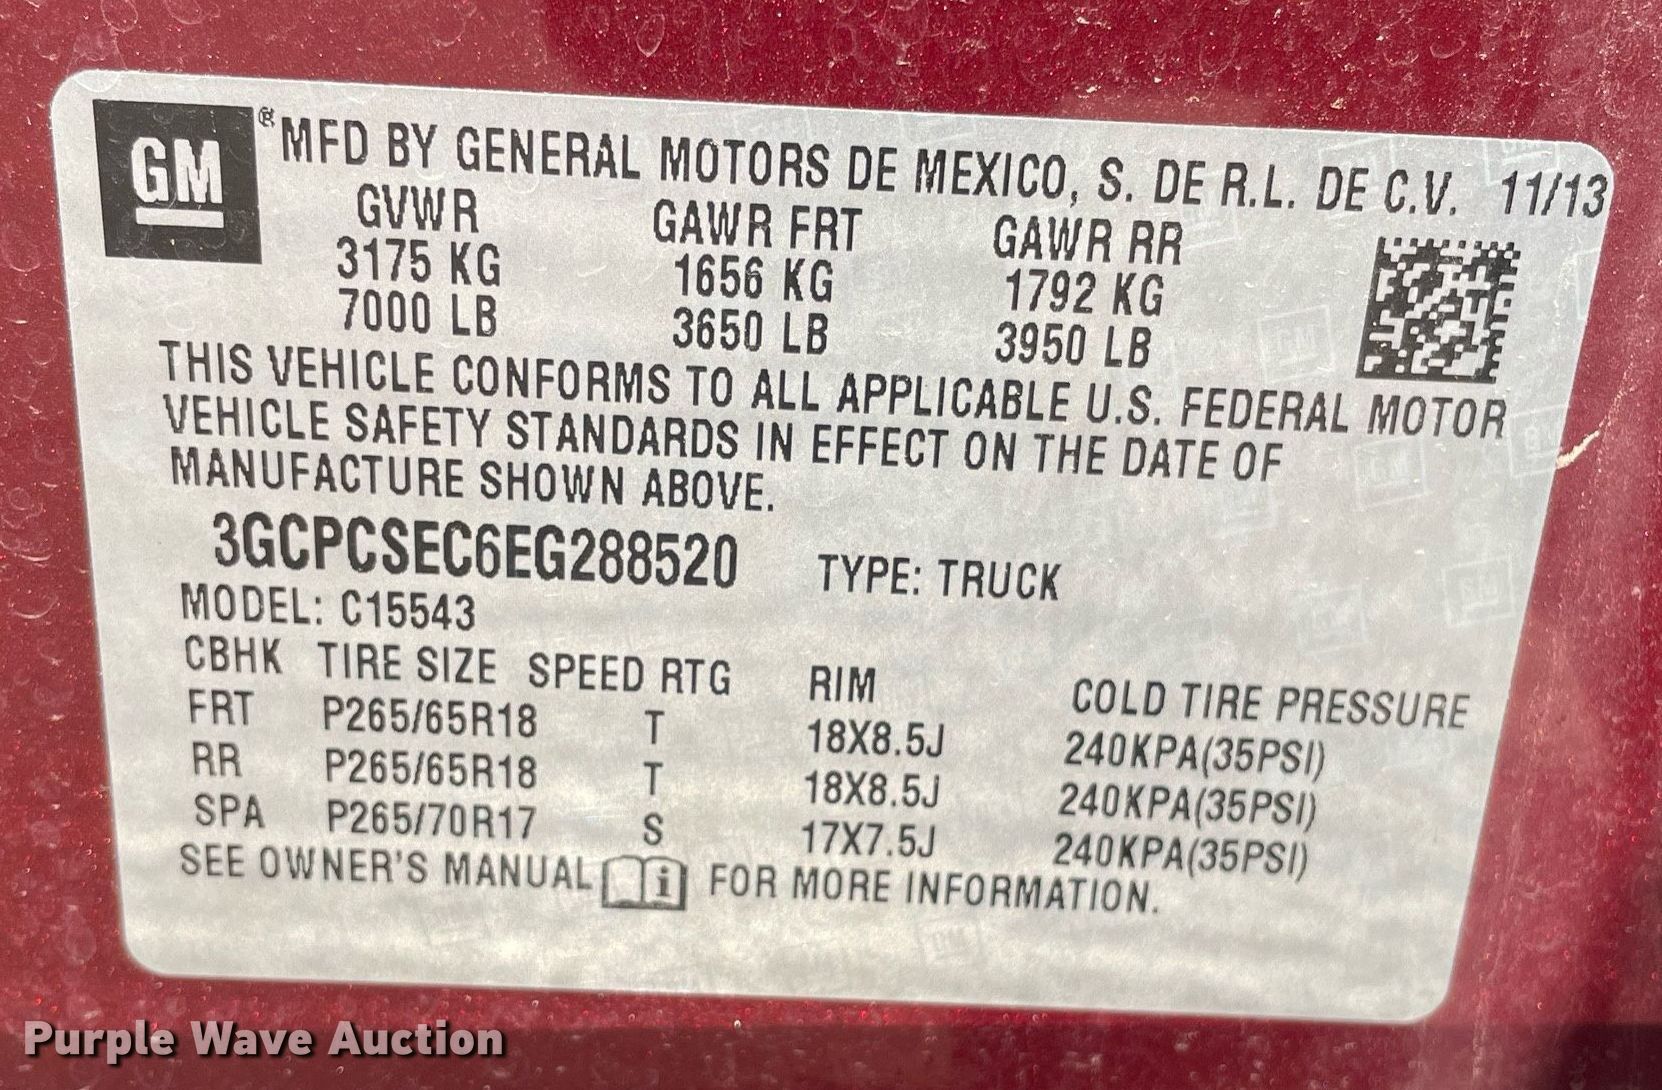 GM ® MFD BY GENERAL MOTORS DE MEXICO, S. DE R.L. DE C.V. 11/13
GVWR GAWR FRT GAWR RR
3175 KG 1656 KG 1792 KG
7000 LB 3650 LB 3950 LB
THIS VEHICLE CONFORMS TO ALL APPLICABLE U.S. FEDERAL MOTOR
VEHICLE SAFETY STANDARDS IN EFFECT ON THE DATE OF
MANUFACTURE SHOWN ABOVE.
3GCPCSEC6EG288520 TYPE: TRUCK
MODEL: C15543
CBHK TIRE SIZE SPEED RTG RIM COLD TIRE PRESSURE
FRT P265/65R18 T 18X8.5J 240KPA(35PSI)
RR P265/65R18 T 18X8.5J 240KPA(35PSI)
SPA P265/70R17 S 17X7.5J 240KPA(35PSI)
SEE OWNER'S MANUAL i FOR MORE INFORMATION.
Purple Wave Auction